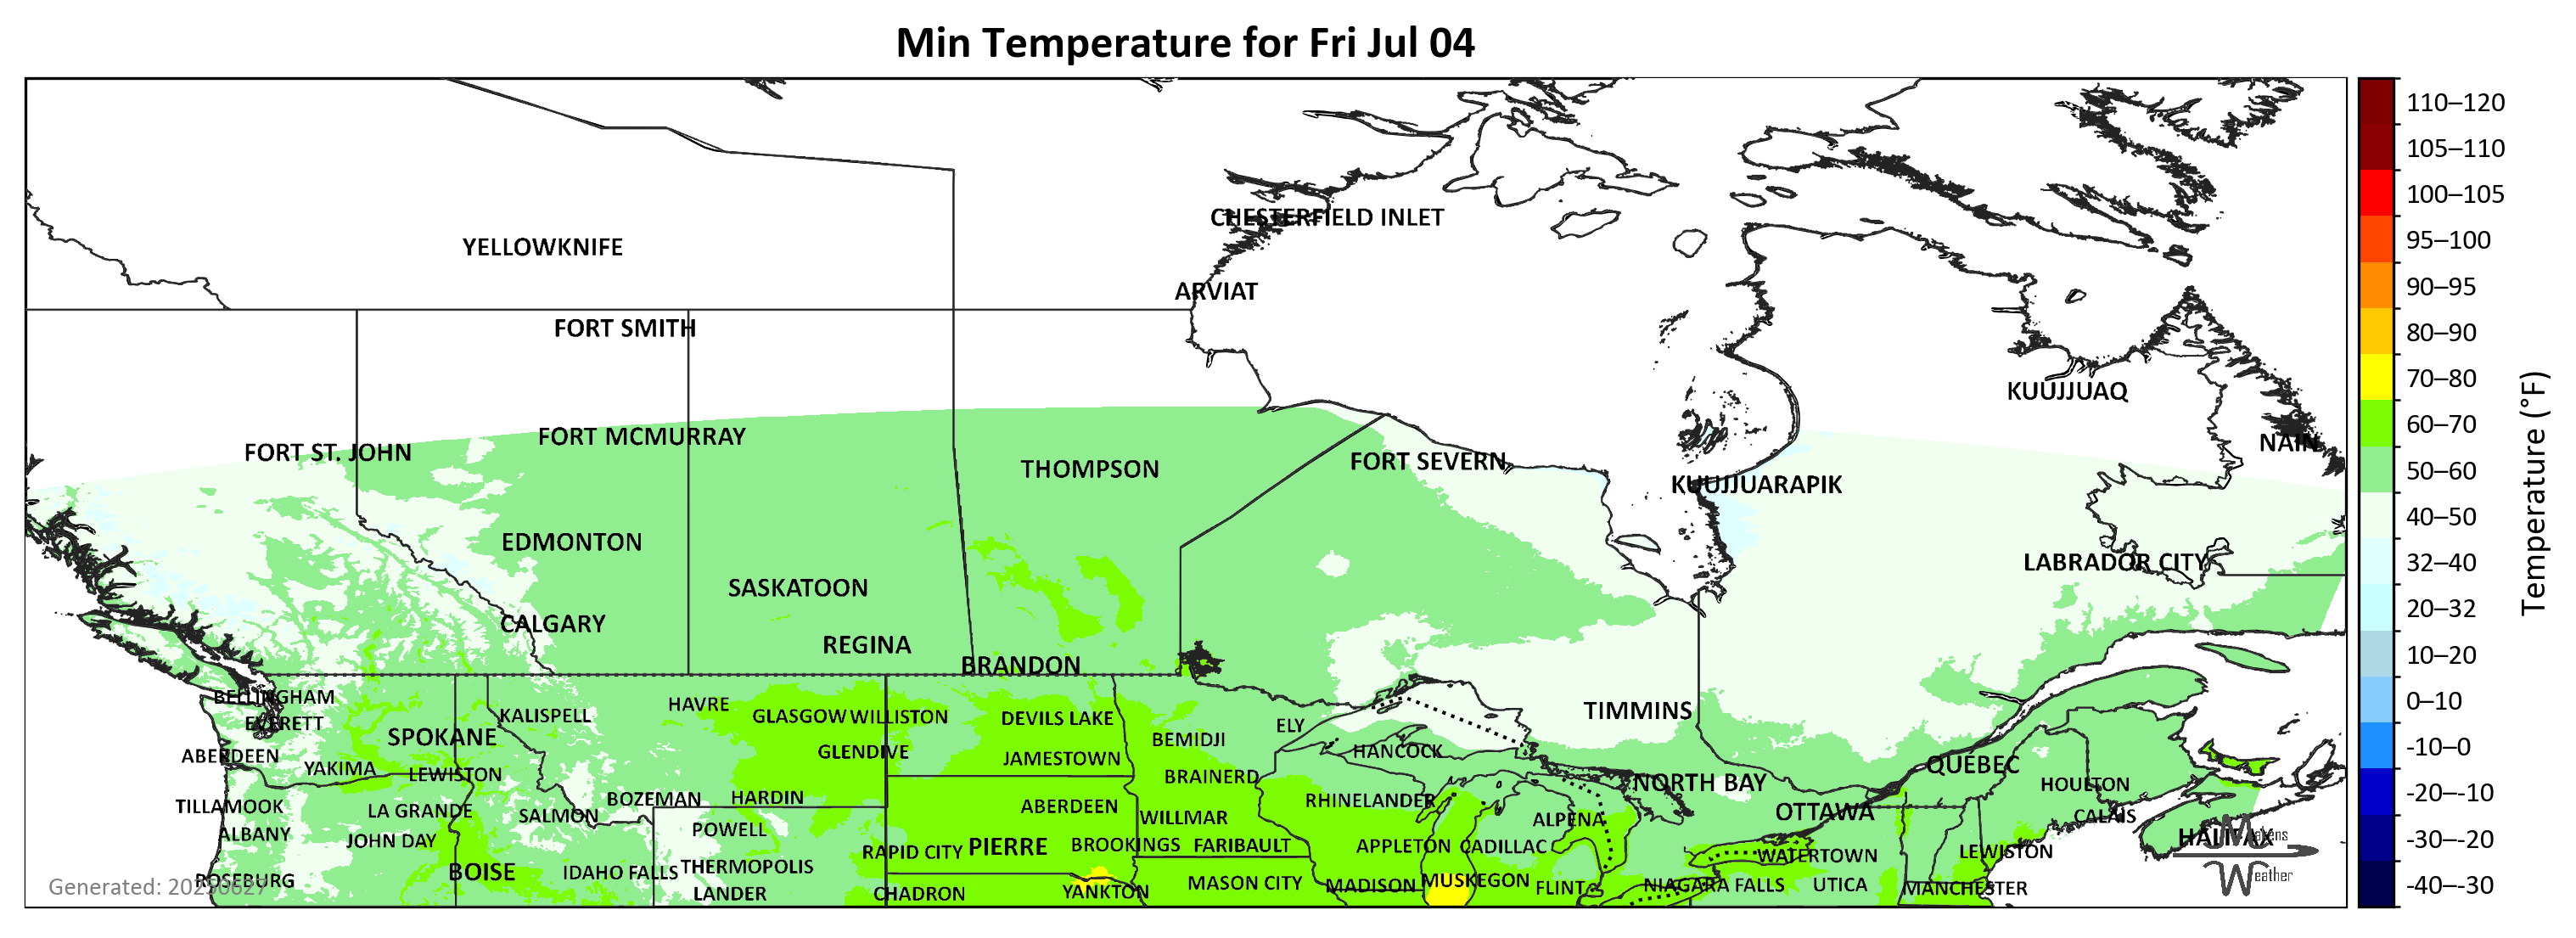 Min Temperature for Fri Jul 04
110–120
105–110
100–105
95–100
90–95
80–90
70–80
60–70
50–60
40–50
32–40
20–32
10–20
0–10
-10–0
-20–-10
-30–-20
-40–-30
Temperature (°F)
CHESTERFIELD INLET
YELLOWKNIFE
ARVIAT
FORT SMITH
KUUJJUAQ
FORT MCMURRAY
NAIN
FORT ST. JOHN
FORT SEVERN
THOMPSON
KUUJJUARAPIK
EDMONTON
LABRADOR CITY
SASKATOON
CALGARY
REGINA
BRANDON
BELLINGHAM
HAVRE
TIMMINS
KALISPELL
GLASGOW
WILLISTON
DEVILS LAKE
EVERETT
ELY
SPOKANE
BEMIDJI
GLENDIVE
HANCOCK
ABERDEEN
JAMESTOWN
QUÉBEC
YAKIMA
LEWISTON
BRAINERD
NORTH BAY
HOULTON
BOZEMAN
HARDIN
RHINELANDER
TILLAMOOK
LA GRANDE
ABERDEEN
OTTAWA
SALMON
WILLMAR
CALAIS
ALPENA
POWELL
ALBANY
HALIFAX
JOHN DAY
PIERRE
BROOKINGS
FARIBAULT
APPLETON
CADILLAC
RAPID CITY
LEWISTON
WATERTOWN
THERMOPOLIS
BOISE
IDAHO FALLS
ROSEBURG
MUSKEGON
MASON CITY
MADISON
NIAGARA FALLS
UTICA
FLINT
MANCHESTER
YANKTON
LANDER
CHADRON
Generated: 20250627
Makens
Weather